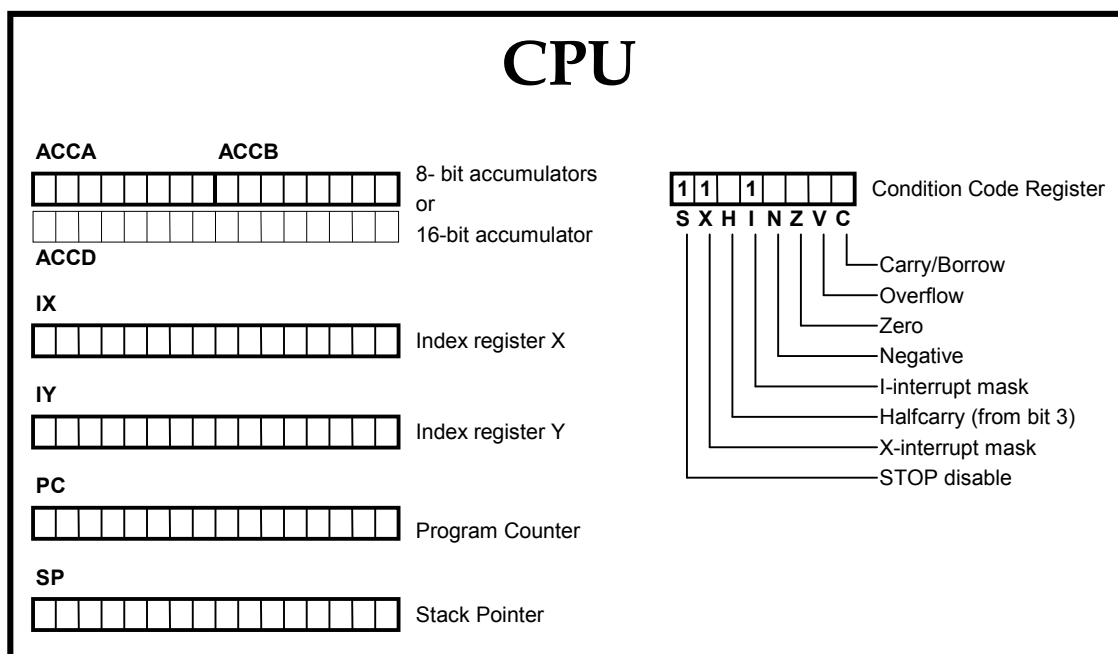 CPU
ACCA ACCB
8- bit accumulators
or
16-bit accumulator
ACCD
IX
Index register X
IY
Index register Y
PC
Program Counter
SP
Stack Pointer
1 1 1 Condition Code Register
S X H I N Z V C
Carry/Borrow
Overflow
Zero
Negative
I-interrupt mask
Halfcarry (from bit 3)
X-interrupt mask
STOP disable